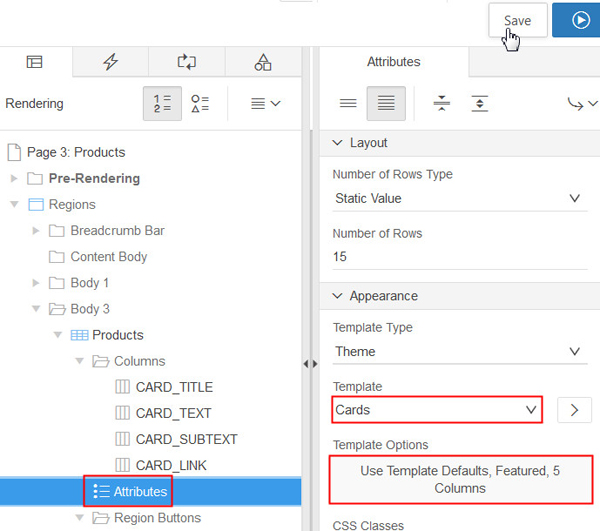 Save
Attributes
Rendering
Page 3: Products
Pre-Rendering
Regions
Breadcrumb Bar
Content Body
Body 1
Body 3
Products
Columns
CARD_TITLE
CARD_TEXT
CARD_SUBTEXT
CARD_LINK
Attributes
Region Buttons
Layout
Number of Rows Type
Static Value
Number of Rows
15
Appearance
Template Type
Theme
Template
Cards
Template Options
Use Template Defaults, Featured, 5
Columns
CSS Classes